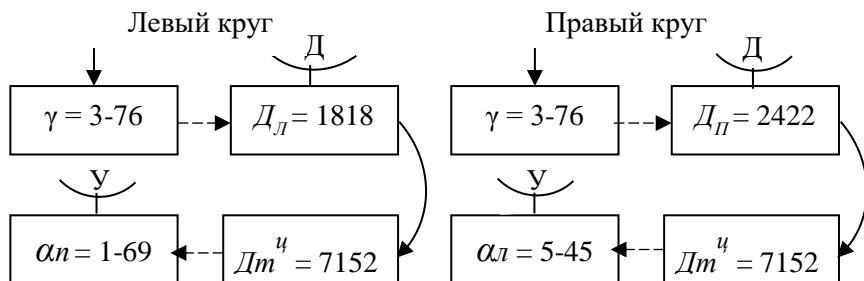 Левый круг Правый круг
Д Д
γ = 3-76 Д_Л = 1818 γ = 3-76 Д_П = 2422
У У
αп = 1-69 Дт^ц = 7152 αл = 5-45 Дт^ц = 7152